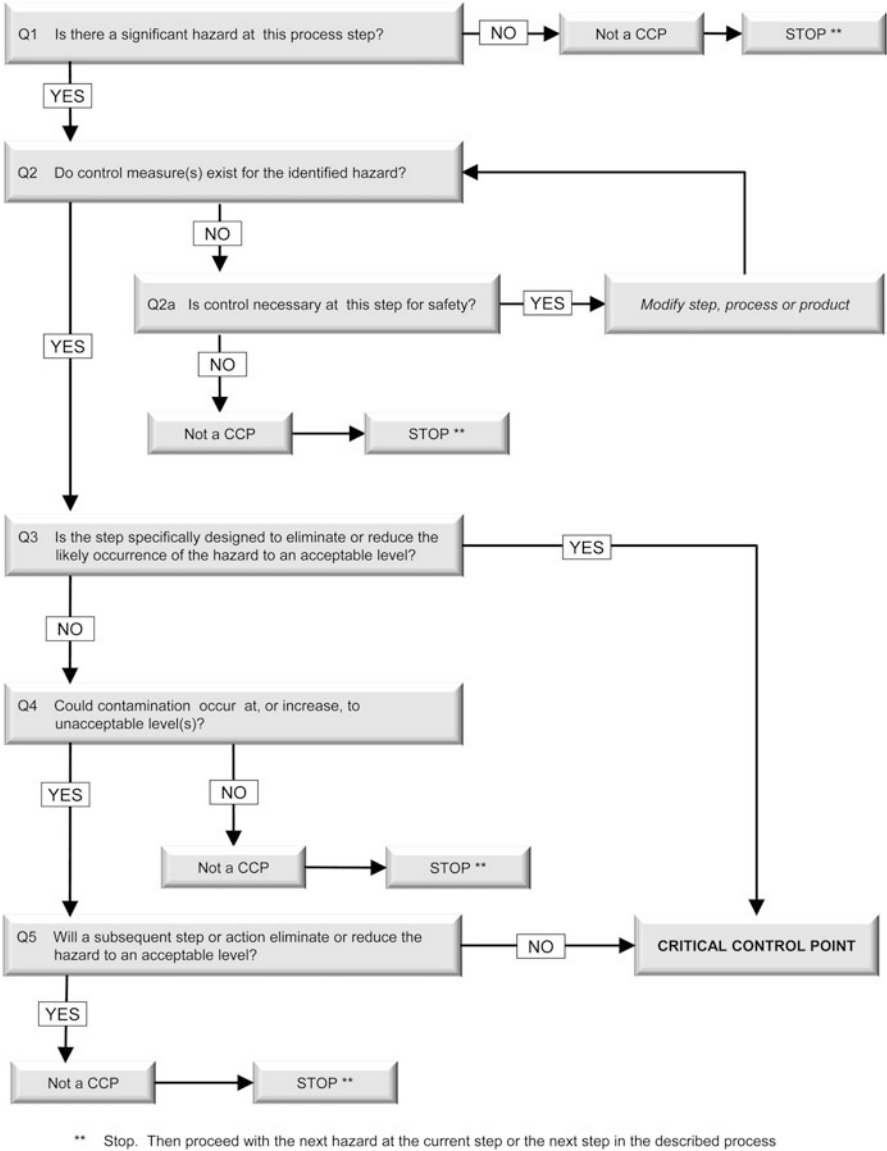 Q1 Is there a significant hazard at this process step?
NO
Not a CCP
STOP **
YES
Q2 Do control measure(s) exist for the identified hazard?
NO
Q2a Is control necessary at this step for safety?
YES
Modify step, process or product
YES
NO
Not a CCP
STOP **
Q3 Is the step specifically designed to eliminate or reduce the
likely occurrence of the hazard to an acceptable level?
YES
NO
Q4 Could contamination occur at, or increase, to
unacceptable level(s)?
YES
NO
Not a CCP
STOP **
Q5 Will a subsequent step or action eliminate or reduce the
hazard to an acceptable level?
NO
CRITICAL CONTROL POINT
YES
Not a CCP
STOP **
** Stop. Then proceed with the next hazard at the current step or the next step in the described process